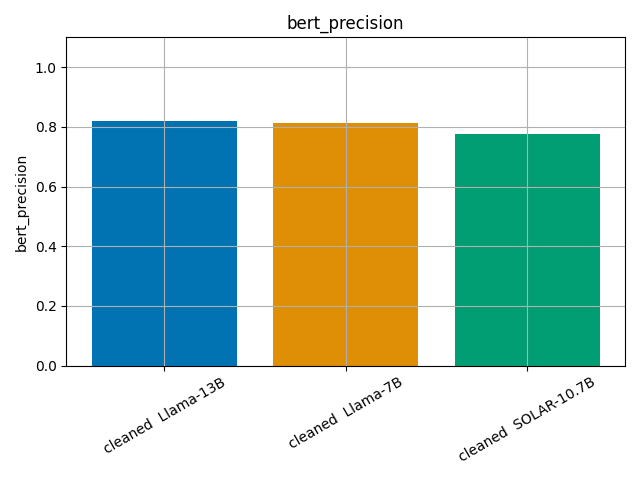 bert_precision
bert_precision
1.0
0.8
0.6
0.4
0.2
0.0
cleaned  Llama-13B
cleaned  Llama-7B
cleaned  SOLAR-10.7B